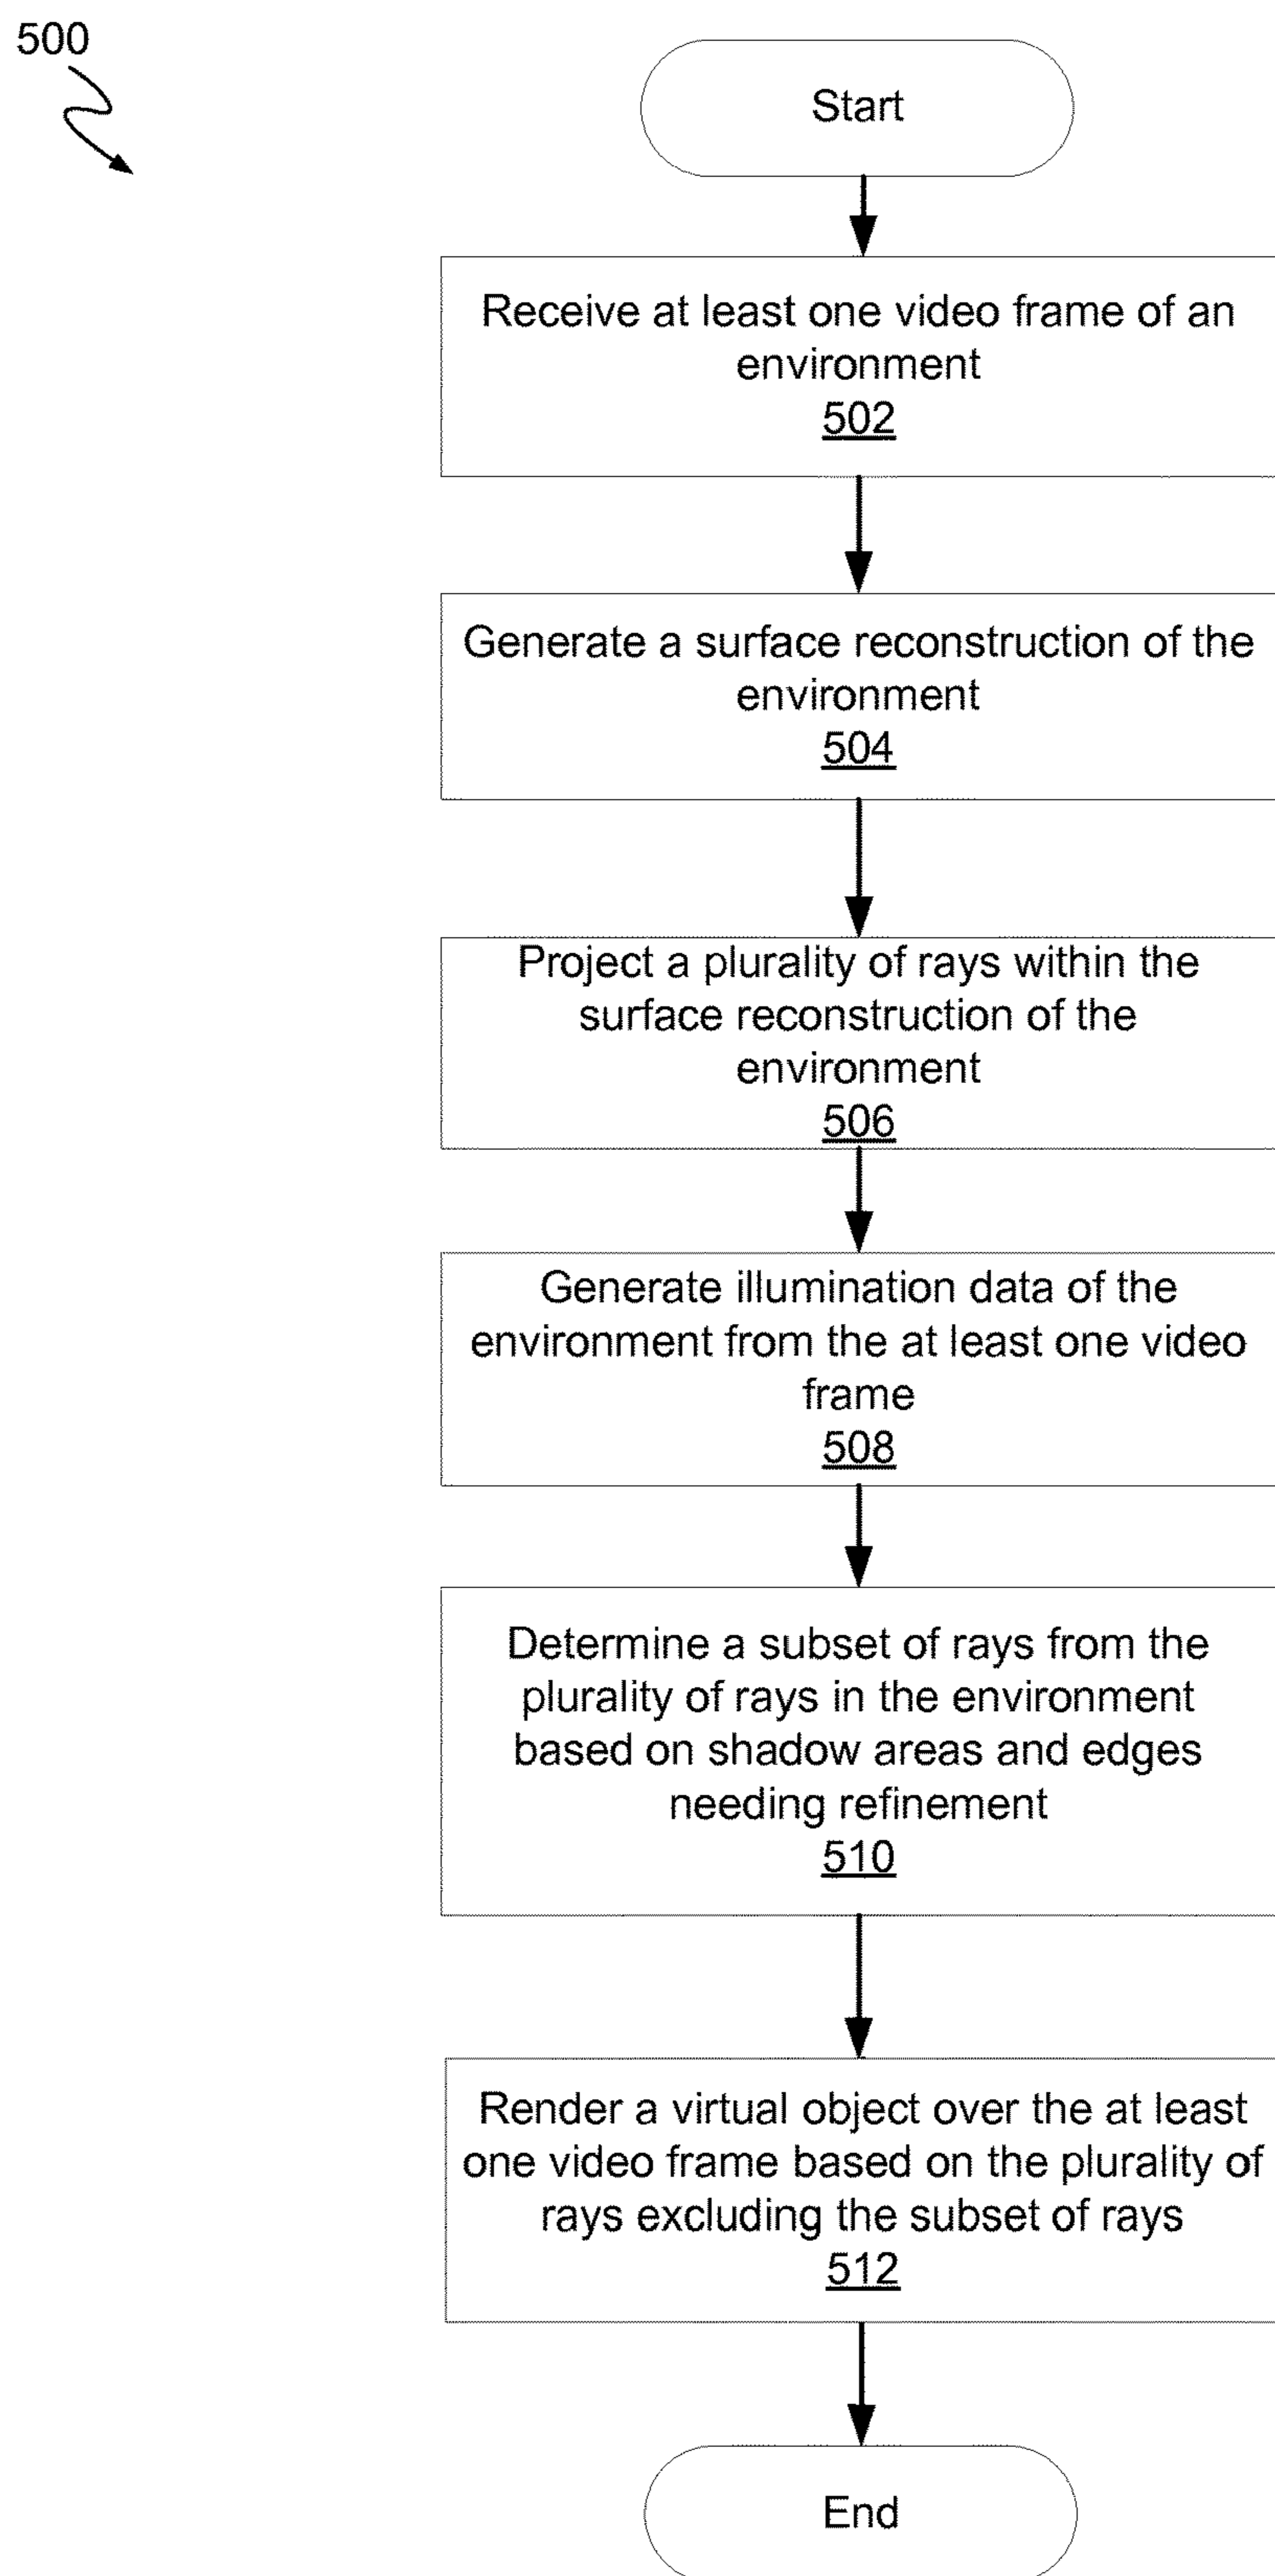 500
Start
Receive at least one video frame of an
environment
502
Generate a surface reconstruction of the
environment
504
Project a plurality of rays within the
surface reconstruction of the
environment
506
Generate illumination data of the
environment from the at least one video
frame
508
Determine a subset of rays from the
plurality of rays in the environment
based on shadow areas and edges
needing refinement
510
Render a virtual object over the at least
one video frame based on the plurality of
rays excluding the subset of rays
512
End